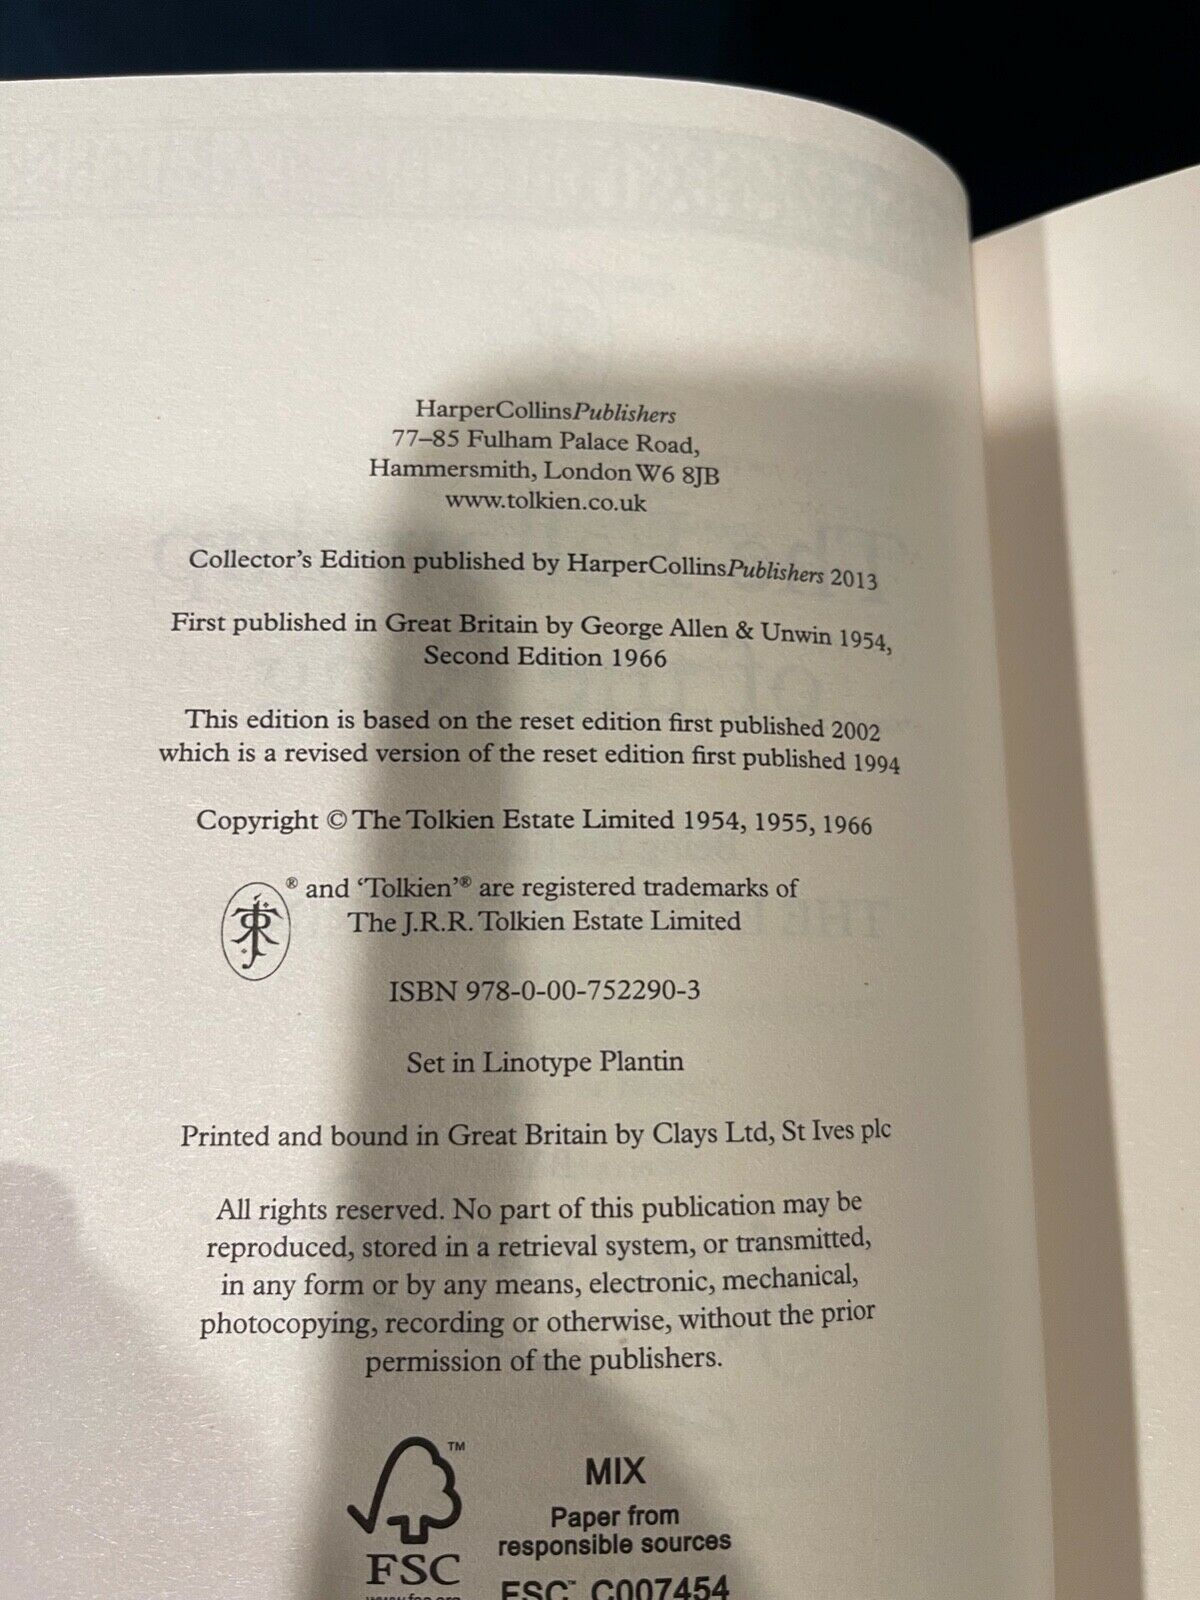 HarperCollinsPublishers
77–85 Fulham Palace Road,
Hammersmith, London W6 8JB
www.tolkien.co.uk
Collector's Edition published by HarperCollinsPublishers 2013
First published in Great Britain by George Allen & Unwin 1954,
Second Edition 1966
This edition is based on the reset edition first published 2002
which is a revised version of the reset edition first published 1994
Copyright © The Tolkien Estate Limited 1954, 1955, 1966
® and ‘Tolkien’® are registered trademarks of
The J.R.R. Tolkien Estate Limited
ISBN 978-0-00-752290-3
Set in Linotype Plantin
Printed and bound in Great Britain by Clays Ltd, St Ives plc
All rights reserved. No part of this publication may be
reproduced, stored in a retrieval system, or transmitted,
in any form or by any means, electronic, mechanical,
photocopying, recording or otherwise, without the prior
permission of the publishers.
™
FSC
MIX
Paper from
responsible sources
FSC™ C007454